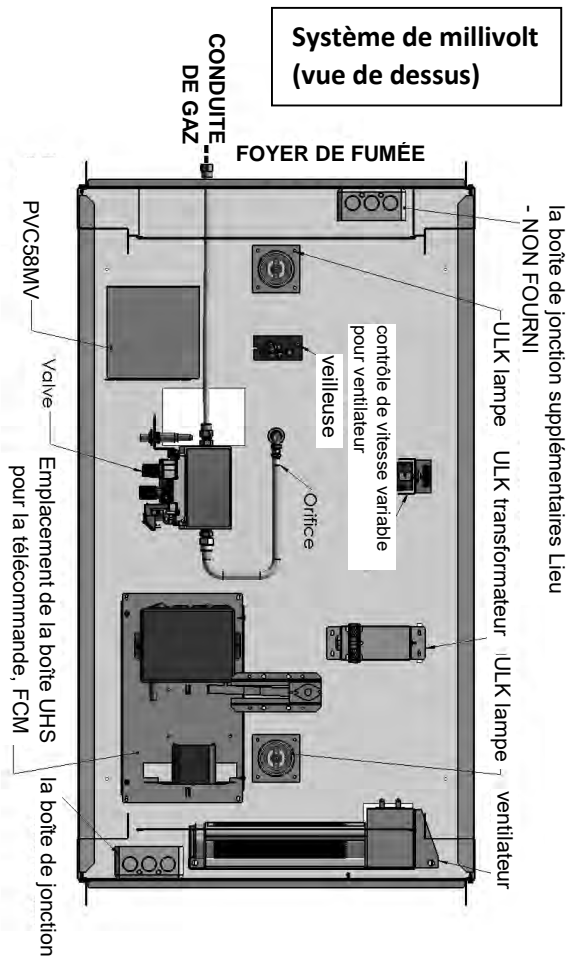 Système de millivolt
(vue de dessus)
CONDUITE
DE GAZ
FOYER DE FUMÉE
la boîte de jonction supplémentaires Lieu
- NON FOURNI
ULK lampe
ULK transformateur
ULK lampe
ventilateur
contrôle de vitesse variable
pour ventilateur
veilleuse
Orifice
PVC58MV
Valve
Emplacement de la boîte UHS
pour la télécommande, FCM
la boîte de jonction